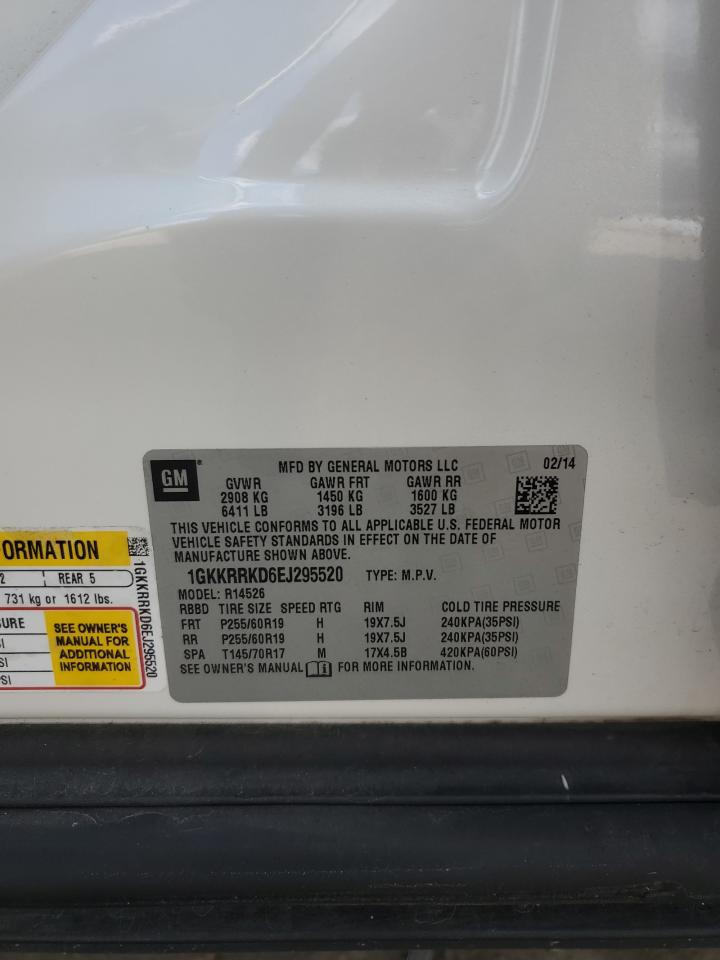 GM ®
MFD BY GENERAL MOTORS LLC 02/14
GVWR GAWR FRT GAWR RR
2908 KG 1450 KG 1600 KG
6411 LB 3196 LB 3527 LB
THIS VEHICLE CONFORMS TO ALL APPLICABLE U.S. FEDERAL MOTOR
VEHICLE SAFETY STANDARDS IN EFFECT ON THE DATE OF
MANUFACTURE SHOWN ABOVE.
1GKKRRKD6EJ295520 TYPE: M.P.V.
MODEL: R14526
RBBD TIRE SIZE SPEED RTG RIM COLD TIRE PRESSURE
FRT P255/60R19 H 19X7.5J 240KPA(35PSI)
RR P255/60R19 H 19X7.5J 240KPA(35PSI)
SPA T145/70R17 M 17X4.5B 420KPA(60PSI)
SEE OWNER'S MANUAL FOR MORE INFORMATION.
ORMATION
2 REAR 5
731 kg or 1612 lbs.
SURE
SI
SI
PSI
SEE OWNER'S
MANUAL FOR
ADDITIONAL
INFORMATION
1GKKRRKD6EJ295520